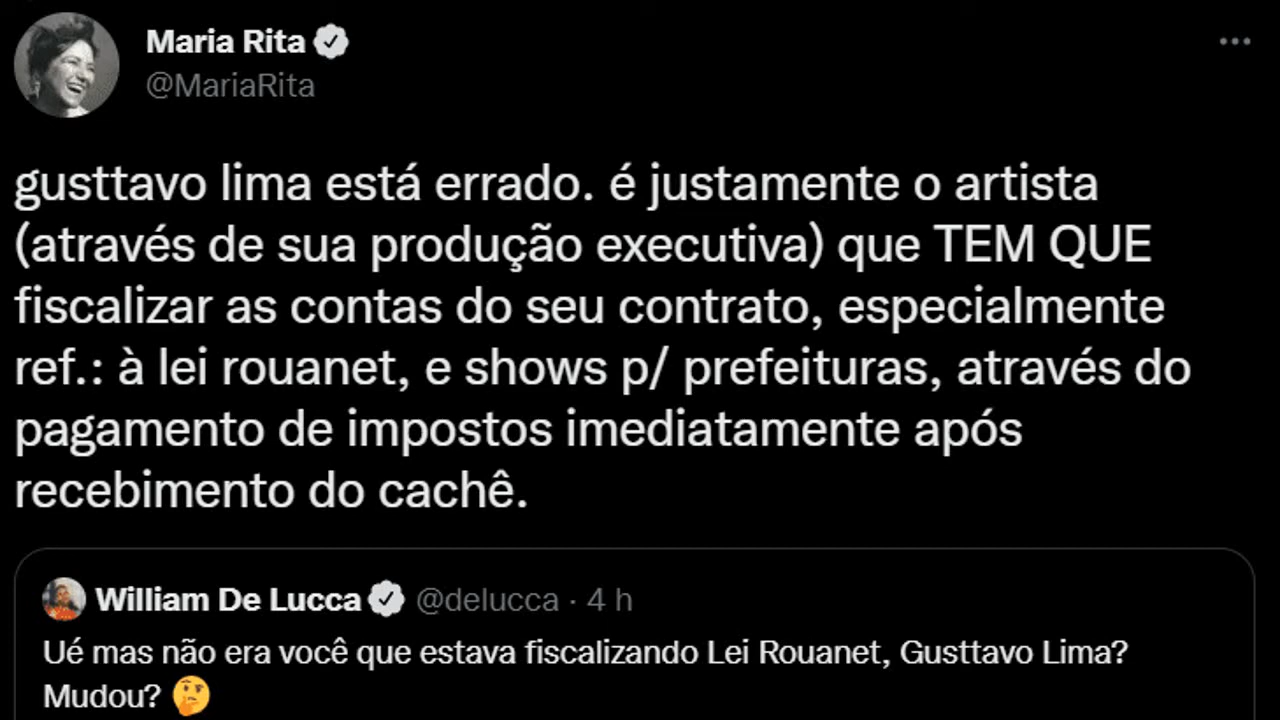 Maria Rita
@MariaRita
gusttavo lima está errado. é justamente o artista
(através de sua produção executiva) que TEM QUE
fiscalizar as contas do seu contrato, especialmente
ref.: à lei rouanet, e shows p/ prefeituras, através do
pagamento de impostos imediatamente após
recebimento do cachê.
William De Lucca @delucca · 4 h
Ué mas não era você que estava fiscalizando Lei Rouanet, Gusttavo Lima?
Mudou? 🤔